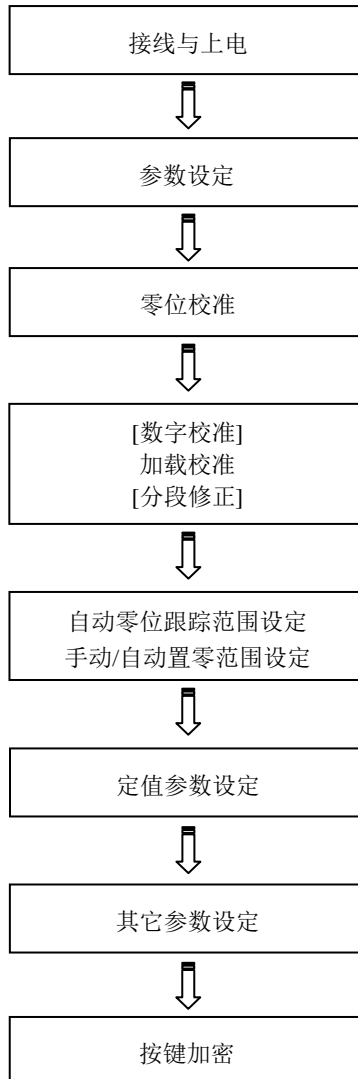 接线与上电
参数设定
零位校准
[数字校准]
加载校准
[分段修正]
自动零位跟踪范围设定
手动/自动置零范围设定
定值参数设定
其它参数设定
按键加密